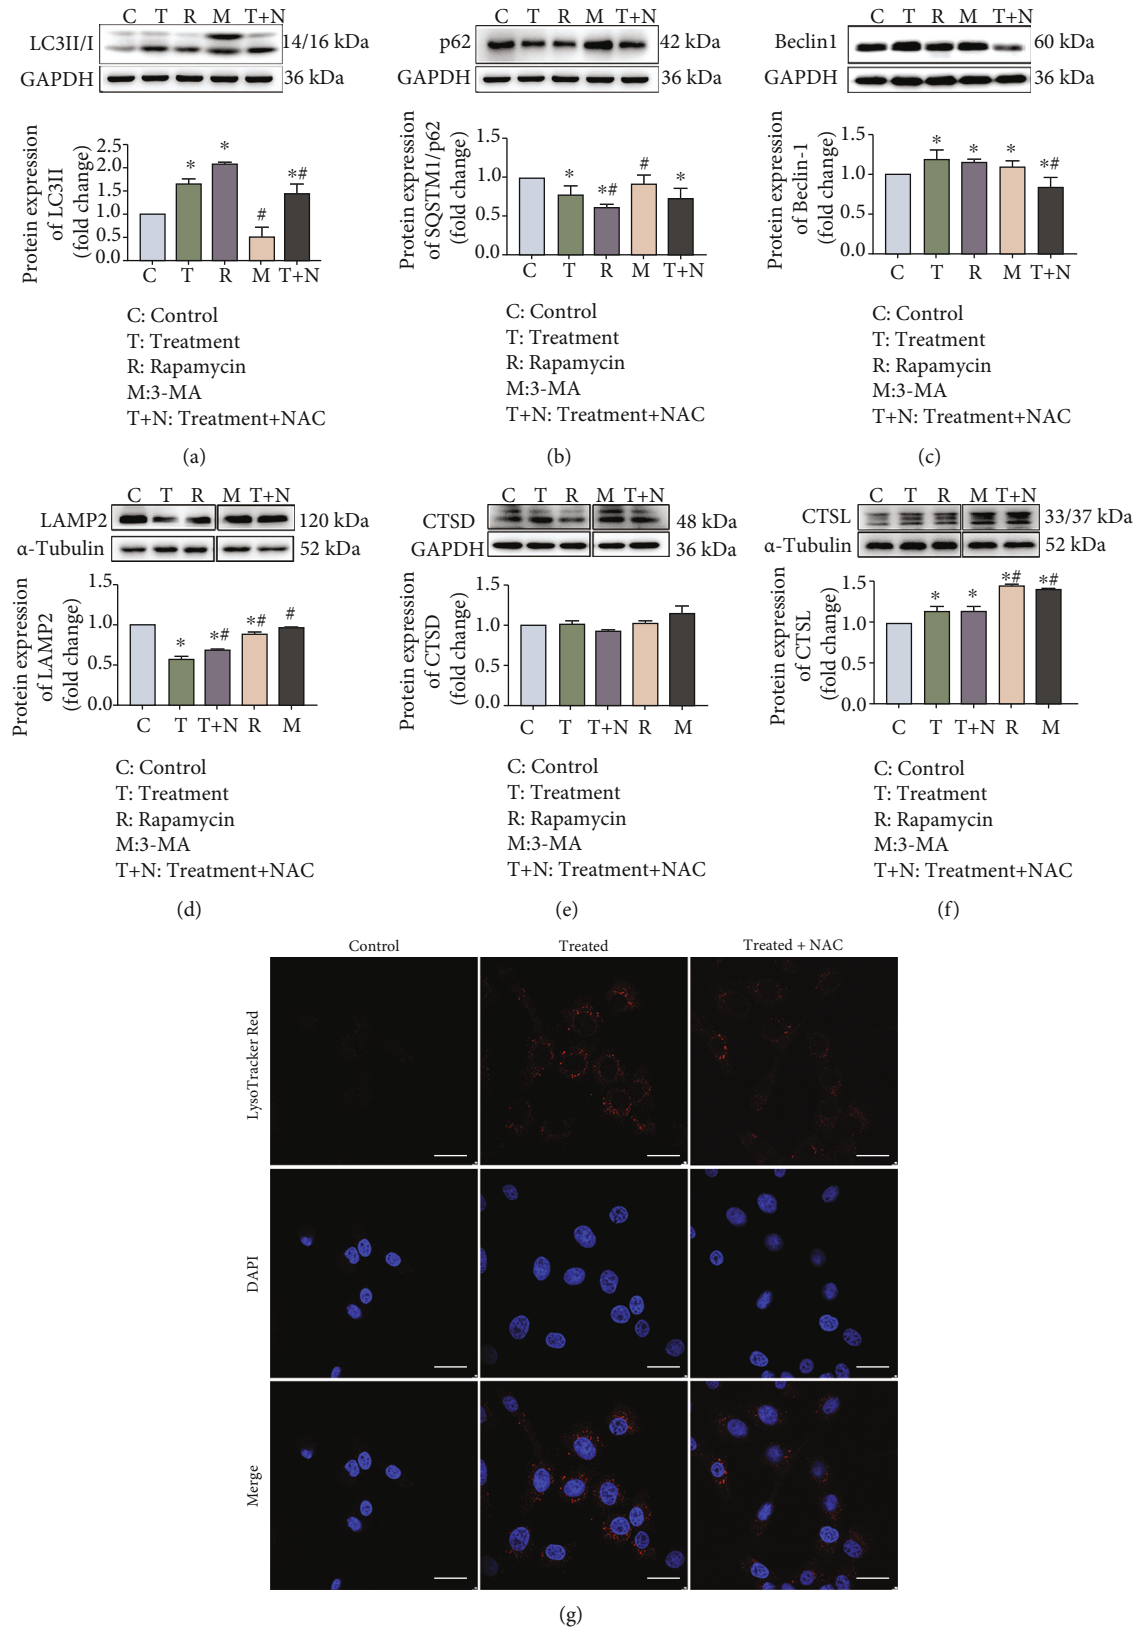 C T R M T+N
LC3II/I 14/16 kDa
GAPDH 36 kDa
Protein expression
of LC3II
(fold change)
2.5
2.0
1.5
1.0
0.5
0.0
* * # *#
C T R M T+N
C: Control
T: Treatment
R: Rapamycin
M:3-MA
T+N: Treatment+NAC
(a)
C T R M T+N
p62 42 kDa
GAPDH 36 kDa
Protein expression
of SQSTM1/p62
(fold change)
1.5
1.0
0.5
0.0
* *# # *
C T R M T+N
C: Control
T: Treatment
R: Rapamycin
M:3-MA
T+N: Treatment+NAC
(b)
C T R M T+N
Beclin1 60 kDa
GAPDH 36 kDa
Protein expression
of Beclin-1
(fold change)
1.5
1.0
0.5
0.0
* * * *#
C T R M T+N
C: Control
T: Treatment
R: Rapamycin
M:3-MA
T+N: Treatment+NAC
(c)
C T R M T+N
LAMP2 120 kDa
α-Tubulin 52 kDa
Protein expression
of LAMP2
(fold change)
1.5
1.0
0.5
0.0
* *# *# #
C T T+N R M
C: Control
T: Treatment
R: Rapamycin
M:3-MA
T+N: Treatment+NAC
(d)
C T R M T+N
CTSD 48 kDa
GAPDH 36 kDa
Protein expression
of CTSD
(fold change)
1.5
1.0
0.5
0.0
C T T+N R M
C: Control
T: Treatment
R: Rapamycin
M:3-MA
T+N: Treatment+NAC
(e)
C T R M T+N
CTSL 33/37 kDa
α-Tubulin 52 kDa
Protein expression
of CTSL
(fold change)
1.5
1.0
0.5
0.0
* * *# *#
C T T+N R M
C: Control
T: Treatment
R: Rapamycin
M:3-MA
T+N: Treatment+NAC
(f)
Control Treated Treated + NAC
LysoTracker Red
DAPI
Merge
(g)